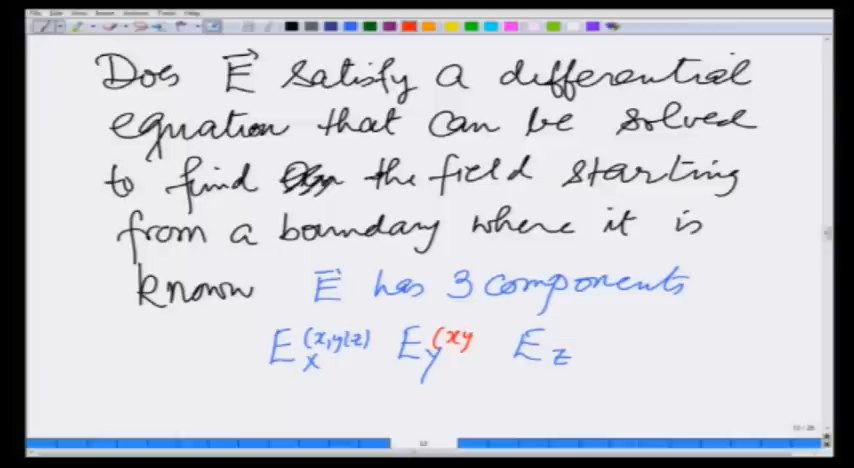 Does E⃗ satisfy a differential
equation that can be solved
to find the field starting
from a boundary where it is
known E⃗ has 3 components
E_x(x,y,z) E_y(xy E_z